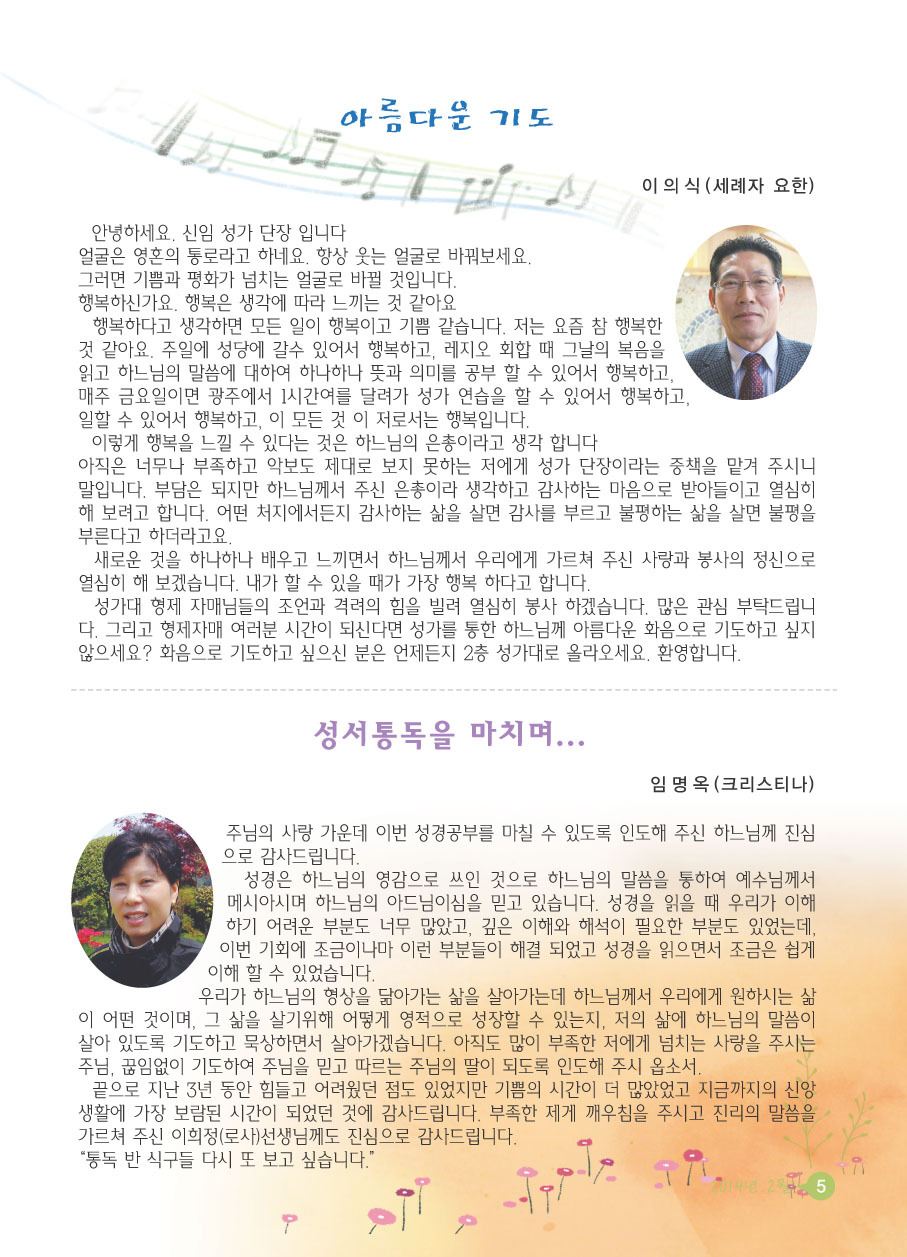 아름다운 기도
이 의 식 (세례자 요한)
안녕하세요. 신임 성가 단장 입니다
얼굴은 영혼의 통로라고 하네요. 항상 웃는 얼굴로 바꿔보세요.
그러면 기쁨과 평화가 넘치는 얼굴로 바뀔 것입니다.
행복하신가요. 행복은 생각에 따라 느끼는 것 같아요
행복하다고 생각하면 모든 일이 행복이고 기쁨 같습니다. 저는 요즘 참 행복한
것 같아요. 주일에 성당에 갈수 있어서 행복하고, 레지오 회합 때 그날의 복음을
읽고 하느님의 말씀에 대하여 하나하나 뜻과 의미를 공부 할 수 있어서 행복하고,
매주 금요일이면 광주에서 1시간여를 달려가 성가 연습을 할 수 있어서 행복하고,
일할 수 있어서 행복하고, 이 모든 것 이 저로서는 행복입니다.
이렇게 행복을 느낄 수 있다는 것은 하느님의 은총이라고 생각 합니다
아직은 너무나 부족하고 악보도 제대로 보지 못하는 저에게 성가 단장이라는 중책을 맡겨 주시니
말입니다. 부담은 되지만 하느님께서 주신 은총이라 생각하고 감사하는 마음으로 받아들이고 열심히
해 보려고 합니다. 어떤 처지에서든지 감사하는 삶을 살면 감사를 부르고 불평하는 삶을 살면 불평을
부른다고 하더라고요.
새로운 것을 하나하나 배우고 느끼면서 하느님께서 우리에게 가르쳐 주신 사랑과 봉사의 정신으로
열심히 해 보겠습니다. 내가 할 수 있을 때가 가장 행복 하다고 합니다.
성가대 형제 자매님들의 조언과 격려의 힘을 빌려 열심히 봉사 하겠습니다. 많은 관심 부탁드립니
다. 그리고 형제자매 여러분 시간이 되신다면 성가를 통한 하느님께 아름다운 화음으로 기도하고 싶지
않으세요? 화음으로 기도하고 싶으신 분은 언제든지 2층 성가대로 올라오세요. 환영합니다.
성서통독을 마치며...
임 명 옥 (크리스티나)
주님의 사랑 가운데 이번 성경공부를 마칠 수 있도록 인도해 주신 하느님께 진심
으로 감사드립니다.
성경은 하느님의 영감으로 쓰인 것으로 하느님의 말씀을 통하여 예수님께서
메시아시며 하느님의 아드님이심을 믿고 있습니다. 성경을 읽을 때 우리가 이해
하기 어려운 부분도 너무 많았고, 깊은 이해와 해석이 필요한 부분도 있었는데,
이번 기회에 조금이나마 이런 부분들이 해결 되었고 성경을 읽으면서 조금은 쉽게
이해 할 수 있었습니다.
우리가 하느님의 형상을 닮아가는 삶을 살아가는데 하느님께서 우리에게 원하시는 삶
이 어떤 것이며, 그 삶을 살기위해 어떻게 영적으로 성장할 수 있는지, 저의 삶에 하느님의 말씀이
살아 있도록 기도하고 묵상하면서 살아가겠습니다. 아직도 많이 부족한 저에게 넘치는 사랑을 주시는
주님, 끊임없이 기도하여 주님을 믿고 따르는 주님의 딸이 되도록 인도해 주시 옵소서.
끝으로 지난 3년 동안 힘들고 어려웠던 점도 있었지만 기쁨의 시간이 더 많았었고 지금까지의 신앙
생활에 가장 보람된 시간이 되었던 것에 감사드립니다. 부족한 제게 깨우침을 주시고 진리의 말씀을
가르쳐 주신 이희정(로사)선생님께도 진심으로 감사드립니다.
“통독 반 식구들 다시 또 보고 싶습니다.”
2014년 2월 5